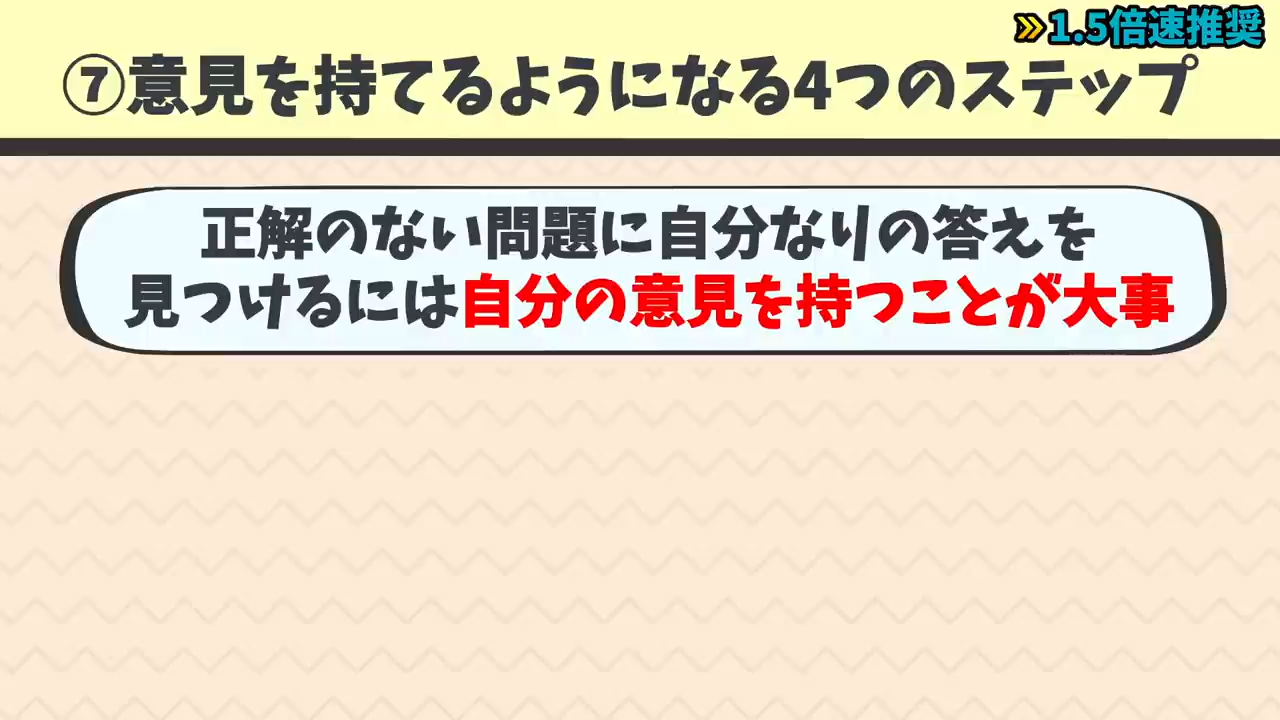 »1.5倍速推奨
⑦意見を持てるようになる4つのステップ
正解のない問題に自分なりの答えを
見つけるには自分の意見を持つことが大事